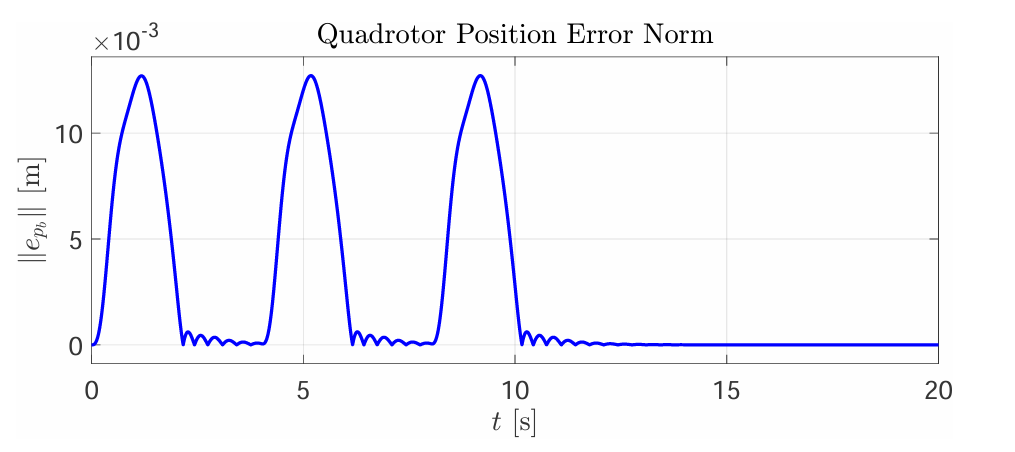 Quadrotor Position Error Norm
×10⁻³
10
5
0
‖e_{p_b}‖ [m]
0 5 10 15 20
t [s]